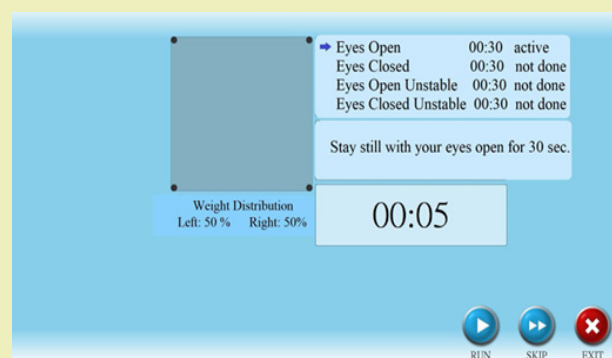 Eyes Open 00:30 active
Eyes Closed 00:30 not done
Eyes Open Unstable 00:30 not done
Eyes Closed Unstable 00:30 not done
Stay still with your eyes open for 30 sec.
Weight Distribution
Left: 50 % Right: 50%
00:05
RUN SKIP EXIT